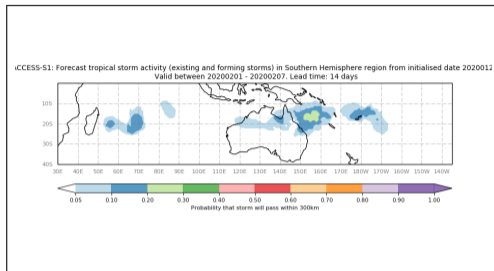 ACCESS-S1: Forecast tropical storm activity (existing and forming storms) in Southern Hemisphere region from initialised date 2020012
Valid between 20200201 - 20200207. Lead time: 14 days
10S
20S
30S
40S
30E 40E 50E 60E 70E 80E 90E 100E 110E 120E 130E 140E 150E 160E 170E 180 170W 160W 150W 140W
0.05 0.10 0.20 0.30 0.40 0.50 0.60 0.70 0.80 0.90 1.00
Probability that storm will pass within 300km